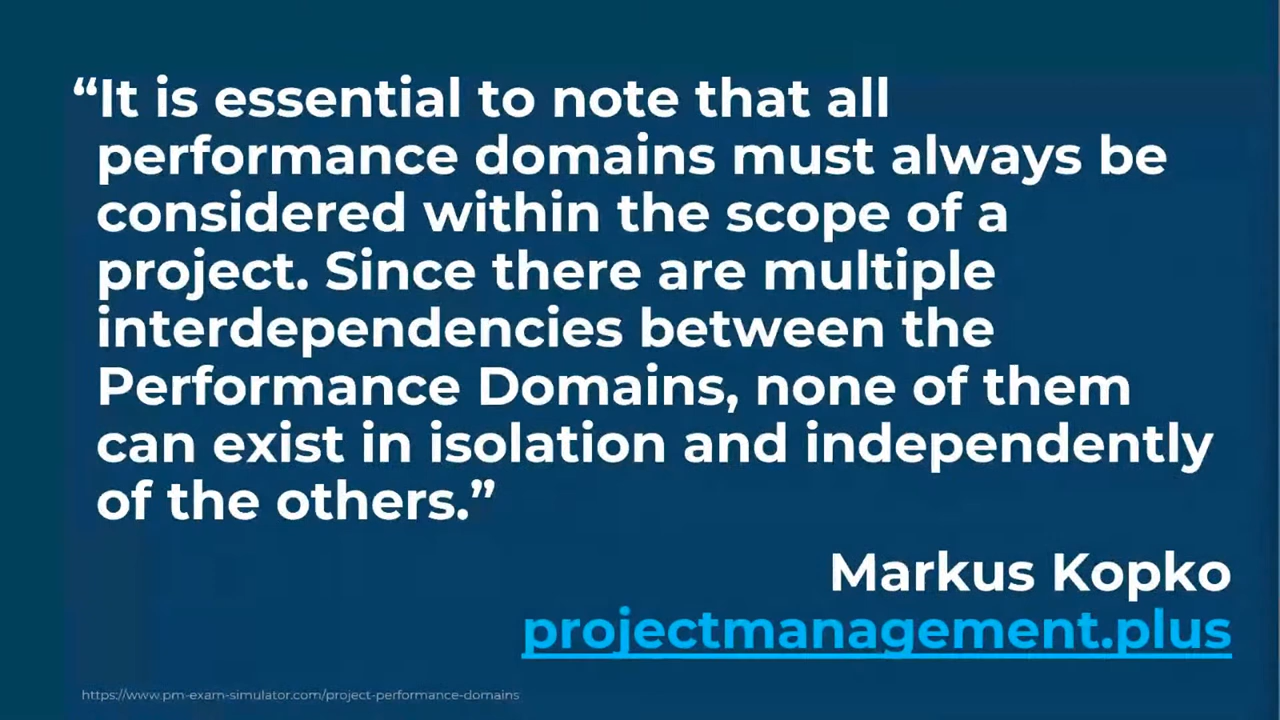 “It is essential to note that all
performance domains must always be
considered within the scope of a
project. Since there are multiple
interdependencies between the
Performance Domains, none of them
can exist in isolation and independently
of the others.”
Markus Kopko
projectmanagement.plus
https://www.pm-exam-simulator.com/project-performance-domains